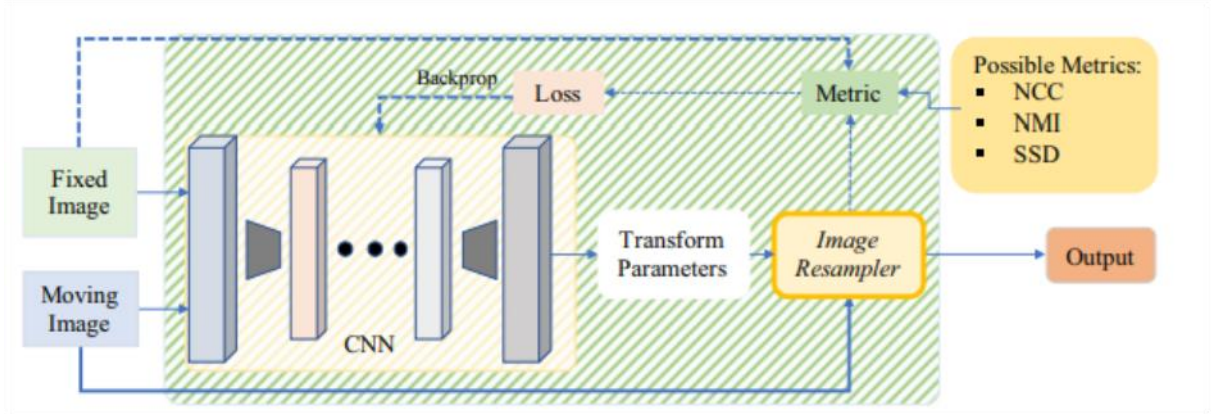 Possible Metrics:
▪ NCC
▪ NMI
▪ SSD
Backprop
Loss
Metric
Fixed
Image
Moving
Image
CNN
Transform
Parameters
Image
Resampler
Output